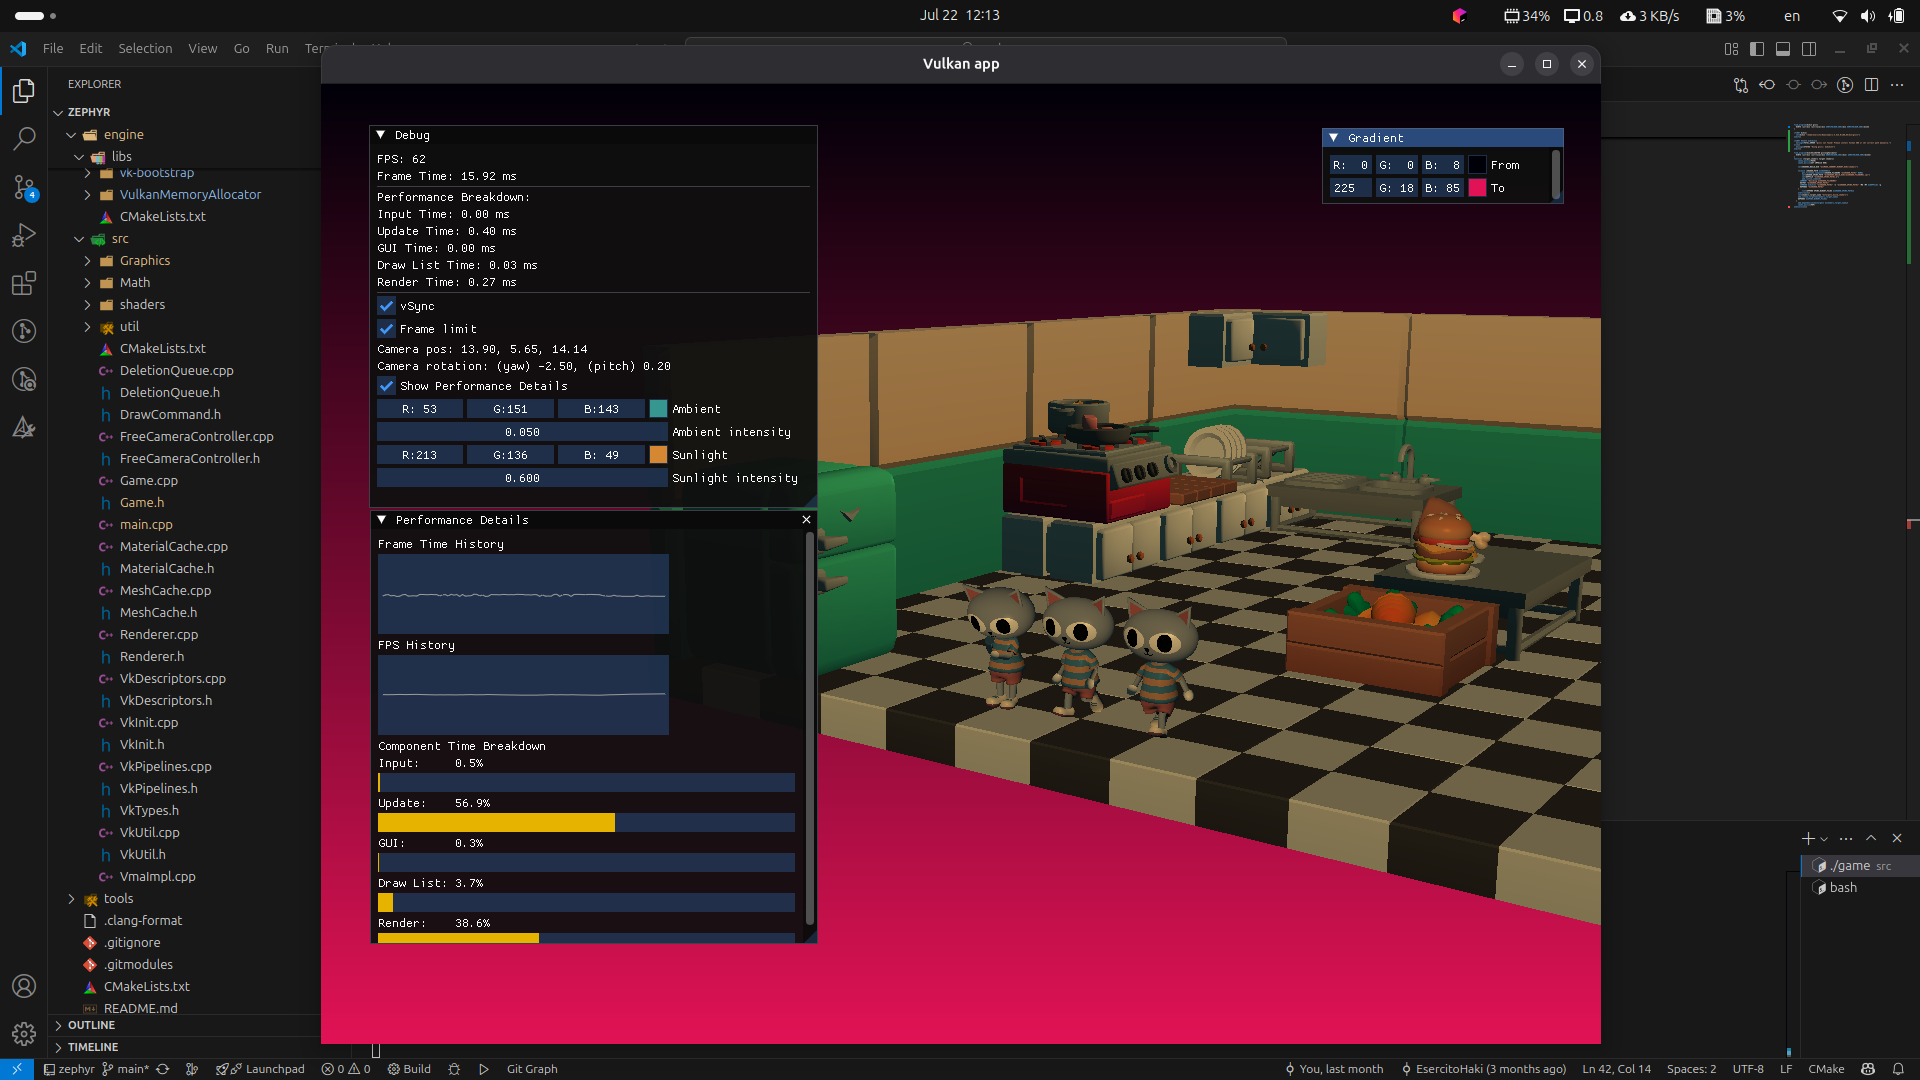 Jul 22 12:13
34%
0.8
3 KB/s
3%
en
File Edit Selection View Go Run
Vulkan app
EXPLORER
ZEPHYR
engine
libs
vk-bootstrap
VulkanMemoryAllocator
CMakeLists.txt
src
Graphics
Math
shaders
util
CMakeLists.txt
DeletionQueue.cpp
DeletionQueue.h
DrawCommand.h
FreeCameraController.cpp
FreeCameraController.h
Game.cpp
Game.h
main.cpp
MaterialCache.cpp
MaterialCache.h
MeshCache.cpp
MeshCache.h
Renderer.cpp
Renderer.h
VkDescriptors.cpp
VkDescriptors.h
VkInit.cpp
VkInit.h
VkPipelines.cpp
VkPipelines.h
VkTypes.h
VkUtil.cpp
VkUtil.h
VmaImpl.cpp
tools
.clang-format
.gitignore
.gitmodules
CMakeLists.txt
README.md
OUTLINE
TIMELINE
4
Debug
FPS: 62
Frame Time: 15.92 ms
Performance Breakdown:
Input Time: 0.00 ms
Update Time: 0.40 ms
GUI Time: 0.00 ms
Draw List Time: 0.03 ms
Render Time: 0.27 ms
vSync
Frame limit
Camera pos: 13.90, 5.65, 14.14
Camera rotation: (yaw) -2.50, (pitch) 0.20
Show Performance Details
R: 53 G:151 B:143 Ambient
0.050 Ambient intensity
R:213 G:136 B: 49 Sunlight
0.600 Sunlight intensity
Performance Details
Frame Time History
FPS History
Component Time Breakdown
Input: 0.5%
Update: 56.9%
GUI: 0.3%
Draw List: 3.7%
Render: 38.6%
Gradient
R: 0 G: 0 B: 8 From
225 G: 18 B: 85 To
./game src
bash
zephyr main* Launchpad 0 0 Build Git Graph
You, last month EsercitoHaki (3 months ago) Ln 42, Col 14 Spaces: 2 UTF-8 LF CMake